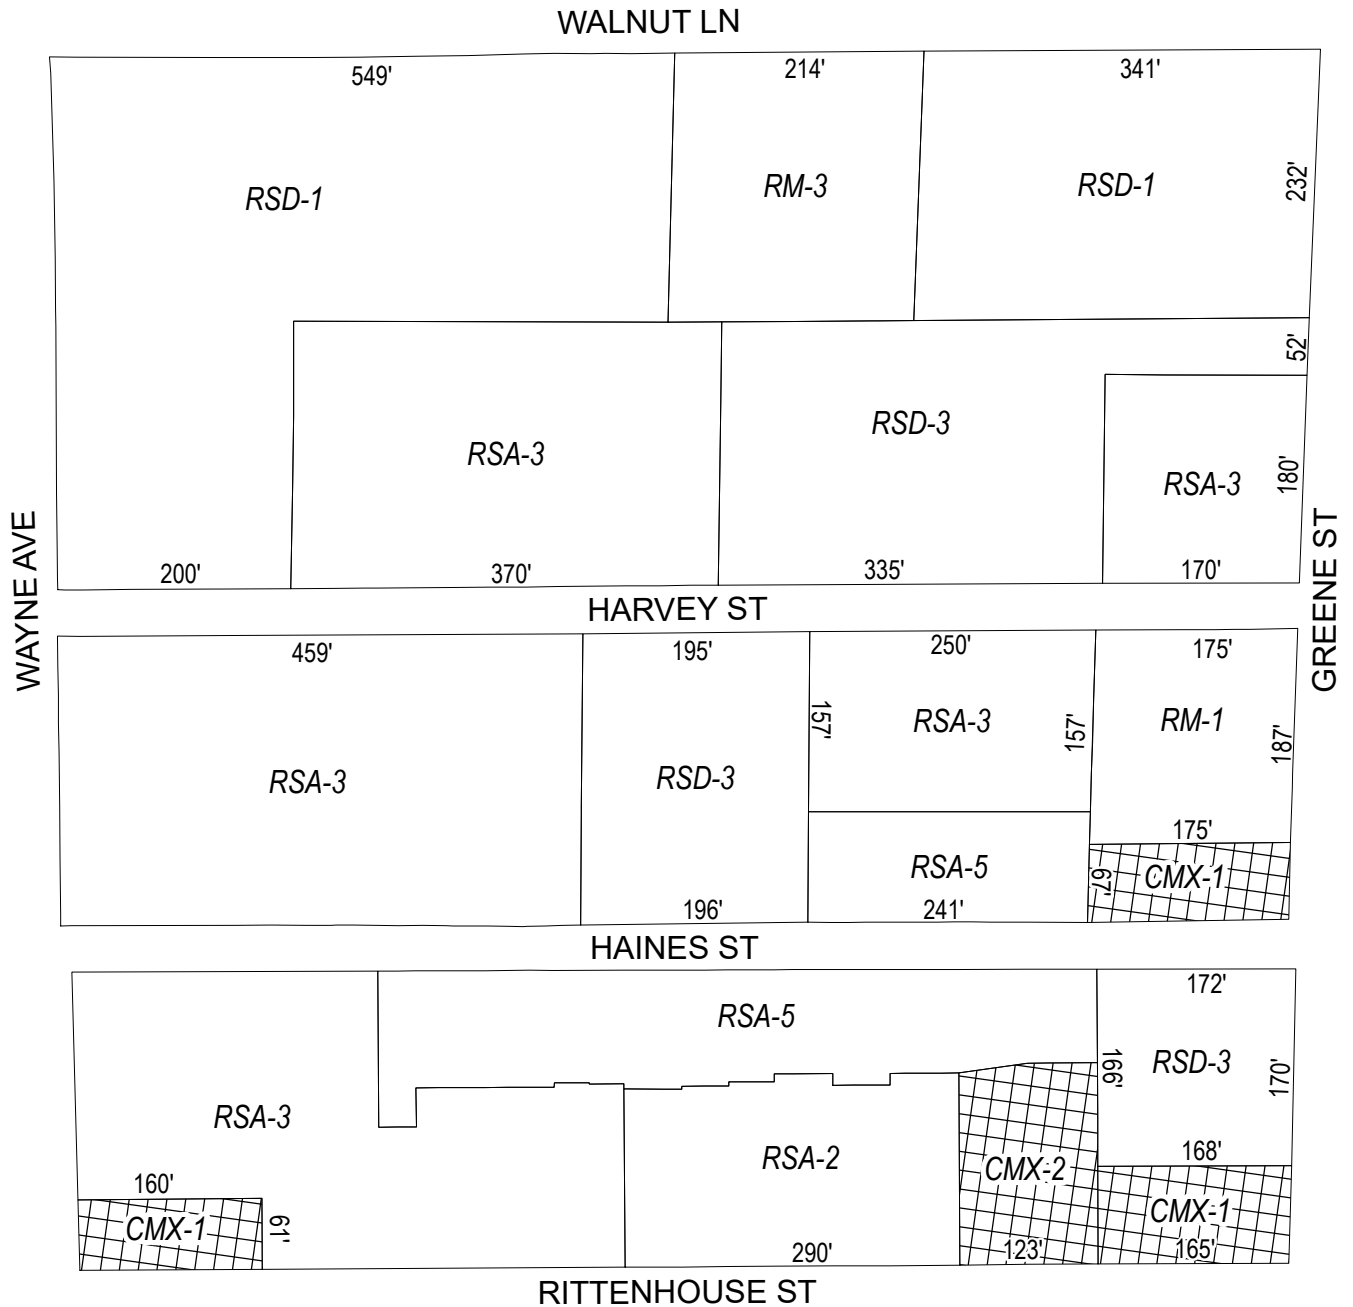 WALNUT LN
549'
214'
341'
RSD-1
RM-3
RSD-1
232'
52'
RSA-3
RSD-3
RSA-3
180'
200'
370'
335'
170'
WAYNE AVE
GREENE ST
HARVEY ST
459'
195'
250'
175'
157'
RSA-3
157'
RM-1
187'
RSA-3
RSD-3
175'
RSA-5
67'
CMX-1
196'
241'
HAINES ST
172'
RSA-5
166'
RSD-3
170'
RSA-3
RSA-2
168'
CMX-2
160'
CMX-1
61'
CMX-1
290'
123'
165'
RITTENHOUSE ST